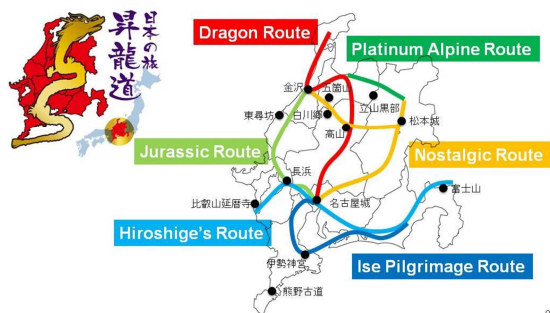 日本の旅
昇龍道
Dragon Route
Platinum Alpine Route
金沢
五箇山
東尋坊
白川郷
立山黒部
高山
松本城
Jurassic Route
Nostalgic Route
長浜
比叡山延暦寺
名古屋城
富士山
Hiroshige's Route
伊勢神宮
Ise Pilgrimage Route
熊野古道